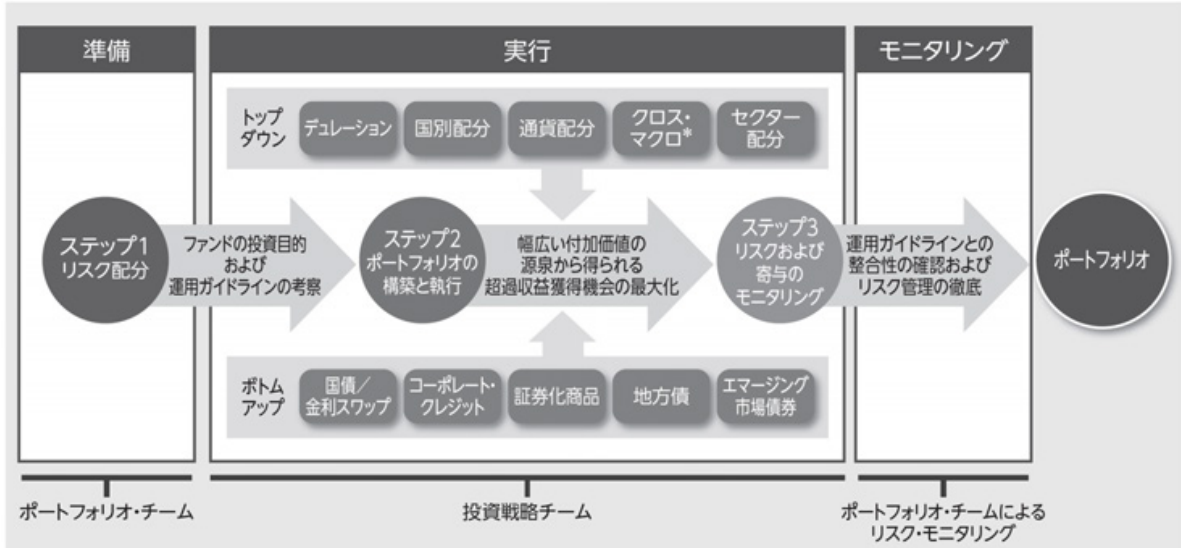 準備
実行
モニタリング
トップ
ダウン
デュレーション
国別配分
通貨配分
クロス・
マクロ*
セクター
配分
ステップ1
リスク配分
ファンドの投資目的
および
運用ガイドラインの考察
ステップ2
ポートフォリオの
構築と執行
幅広い付加価値の
源泉から得られる
超過収益獲得機会の最大化
ステップ3
リスクおよび
寄与の
モニタリング
運用ガイドラインとの
整合性の確認および
リスク管理の徹底
ポートフォリオ
ボトム
アップ
国債/
金利スワップ
コーポレート・
クレジット
証券化商品
地方債
エマージング
市場債券
ポートフォリオ・チーム
投資戦略チーム
ポートフォリオ・チームによる
リスク・モニタリング